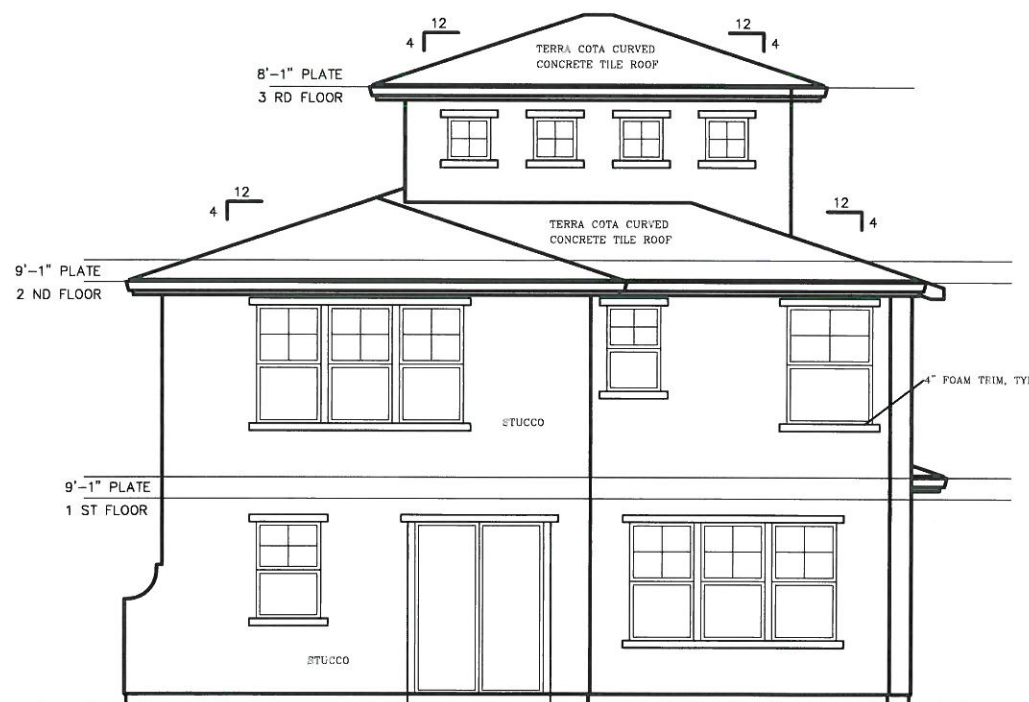 12
4
12
4
TERRA COTA CURVED
CONCRETE TILE ROOF
8'-1" PLATE
3 RD FLOOR
12
4
12
4
TERRA COTA CURVED
CONCRETE TILE ROOF
9'-1" PLATE
2 ND FLOOR
4" FOAM TRIM, TY
STUCCO
9'-1" PLATE
1 ST FLOOR
STUCCO